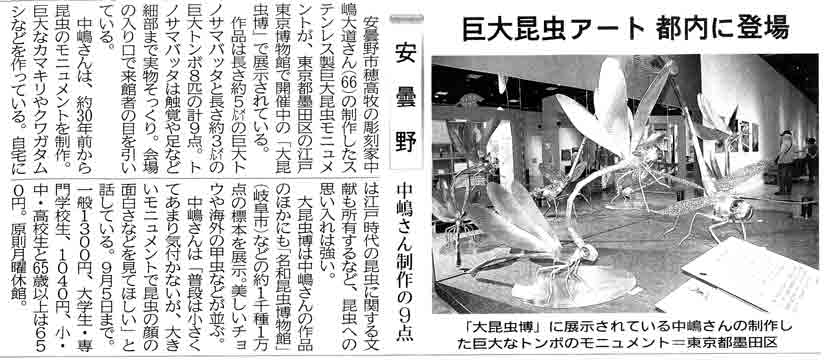 巨大昆虫アート 都内に登場
安曇野
中嶋さん制作の9点
安曇野市穂高牧の彫刻家中
嶋大道さん(66)の制作したス
テンレス製巨大昆虫モニュメ
ントが、東京都墨田区の江戸
東京博物館で開催中の「大昆
虫博」で展示されている。
作品は長さ約5㍍の巨大ト
ノサマバッタと長さ約3㍍の
巨大トンボ8匹の計9点。ト
ノサマバッタは触覚や足など
細部まで実物そっくり。会場
の入り口で来館者の目を引い
ている。
中嶋さんは、約30年前から
昆虫のモニュメントを制作。
巨大なカマキリやクワガタム
シなどを作っている。自宅に
は江戸時代の昆虫に関する文
献も所有するなど、昆虫への
思い入れは強い。
大昆虫博は中嶋さんの作品
のほかにも「名和昆虫博物館」
(岐阜市)などの約1千種1万
点の標本を展示。美しいチョ
ウや海外の甲虫などが並ぶ。
中嶋さんは「普段は小さく
てあまり気付かないが、大き
いモニュメントで昆虫の顔の
面白さなどを見てほしい」と
話している。9月5日まで。
一般1300円、大学生・専
門学校生、1040円、小・
中・高校生と65歳以上は65
0円。原則月曜休館。
「大昆虫博」に展示されている中嶋さんの制作し
た巨大なトンボのモニュメント＝東京都墨田区